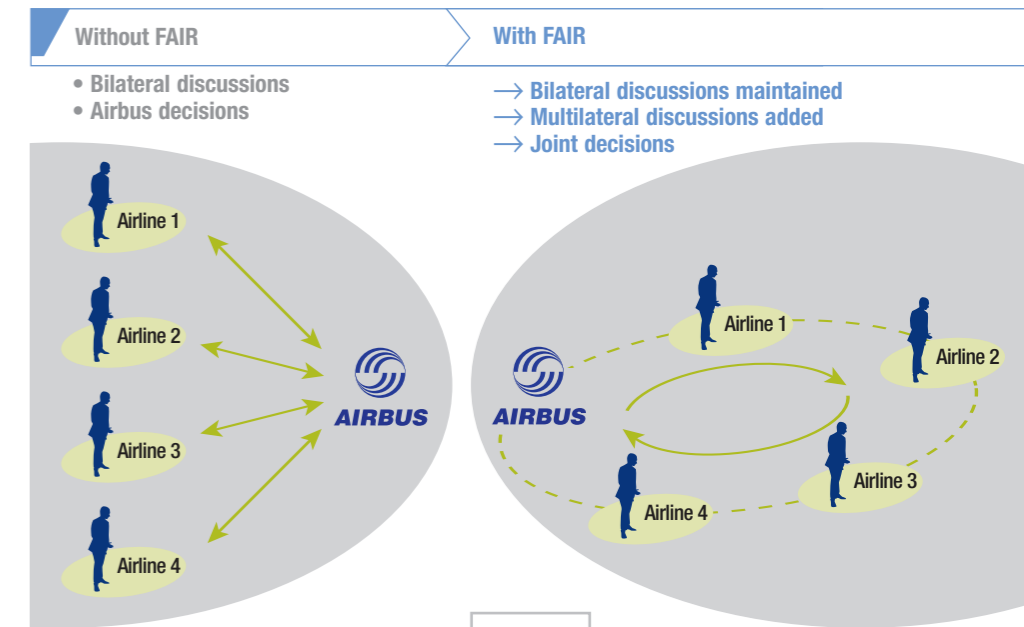 Without FAIR
• Bilateral discussions
• Airbus decisions
With FAIR
→ Bilateral discussions maintained
→ Multilateral discussions added
→ Joint decisions
Airline 1
Airline 2
Airline 3
Airline 4
AIRBUS
AIRBUS
Airline 1
Airline 2
Airline 3
Airline 4